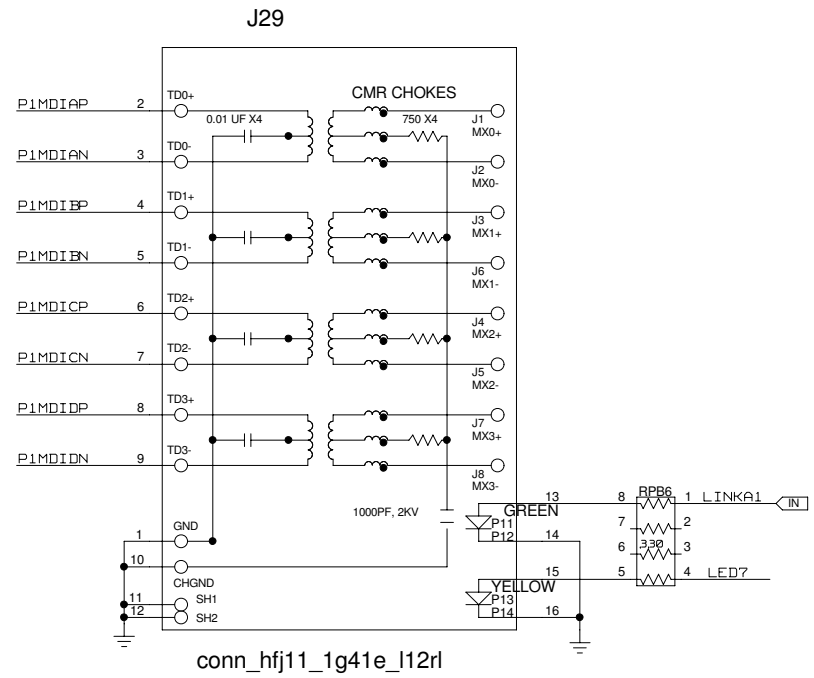 J29
P1MDIAP 2 TD0+
0.01 UF X4
CMR CHOKES
750 X4
J1
MX0+
P1MDIAN 3 TD0-
J2
MX0-
P1MDIBP 4 TD1+
J3
MX1+
P1MDIBN 5 TD1-
J6
MX1-
P1MDICP 6 TD2+
J4
MX2+
P1MDICN 7 TD2-
J5
MX2-
P1MDIDP 8 TD3+
J7
MX3+
P1MDIDN 9 TD3-
J8
MX3-
1000PF, 2KV
1 GND
10
CHGND
11 SH1
12 SH2
GREEN
P11
P12
13
14
YELLOW
P13
P14
15
16
RPB6
8 1 LINKA1 IN
7 2
6 330 3
5 4 LED7
conn_hfj11_1g41e_l12rl